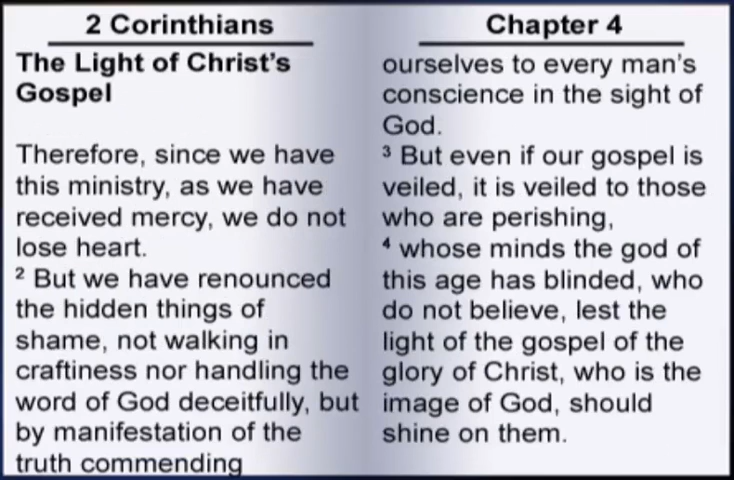 2 Corinthians
The Light of Christ's
Gospel
Therefore, since we have
this ministry, as we have
received mercy, we do not
lose heart.
² But we have renounced
the hidden things of
shame, not walking in
craftiness nor handling the
word of God deceitfully, but
by manifestation of the
truth commending
Chapter 4
ourselves to every man's
conscience in the sight of
God.
³ But even if our gospel is
veiled, it is veiled to those
who are perishing,
⁴ whose minds the god of
this age has blinded, who
do not believe, lest the
light of the gospel of the
glory of Christ, who is the
image of God, should
shine on them.